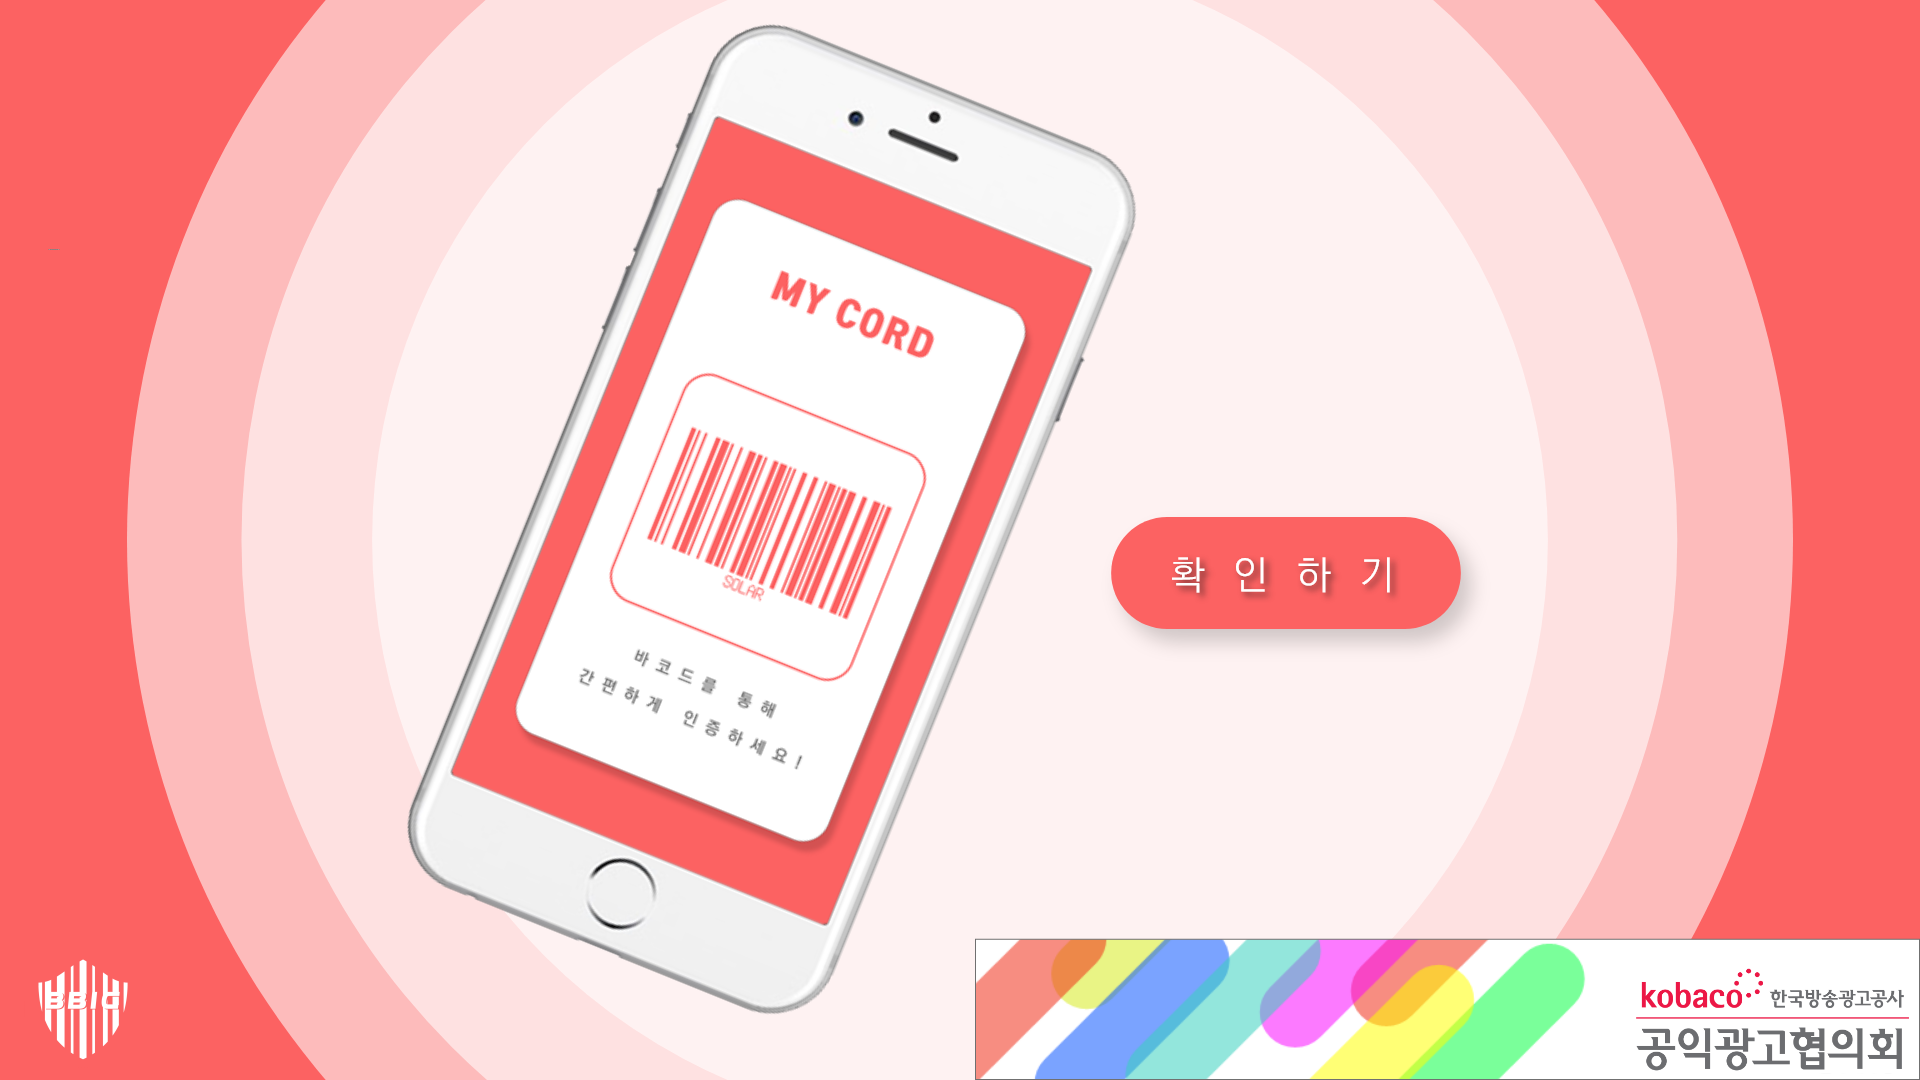 MY CORD
SOLAR
바코드를 통해
간편하게 인증하세요!
확인하기
BBIG
kobaco 한국방송광고공사
공익광고협의회